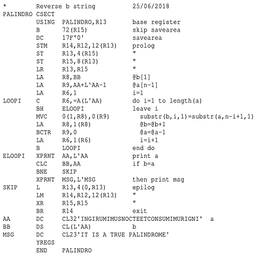 *        Reverse b string            25/06/2018
PALINDRO CSECT
         USING  PALINDRO,R13       base register
         B      72(R15)            skip savearea
         DC     17F'0'             savearea
         STM    R14,R12,12(R13)    prolog
         ST     R13,4(R15)         "
         ST     R15,8(R13)         "
         LR     R13,R15            "
         LA     R8,BB              @b[1]
         LA     R9,AA+L'AA-1       @a[n-1]
         LA     R6,1               i=1
LOOPI    C      R6,=A(L'AA)        do i=1 to length(a)
         BH     ELOOPI               leave i
         MVC    0(1,R8),0(R9)        substr(b,i,1)=substr(a,n-i+1,1)
         LA     R8,1(R8)             @b=@b+1
         BCTR   R9,0                 @a=@a-1
         LA     R6,1(R6)             i=i+1
         B      LOOPI              end do
ELOOPI   XPRNT  AA,L'AA            print a
         CLC    BB,AA              if b=a
         BNE    SKIP
         XPRNT  MSG,L'MSG          then print msg
SKIP     L      R13,4(0,R13)       epilog
         LM     R14,R12,12(R13)    "
         XR     R15,R15            "
         BR     R14                exit
AA       DC     CL32'INGIRUMIMUSNOCTEETCONSUMIMURIGNI'  a
BB       DS     CL(L'AA)           b
MSG      DC     CL23'IT IS A TRUE PALINDROME'
         YREGS
         END    PALINDRO